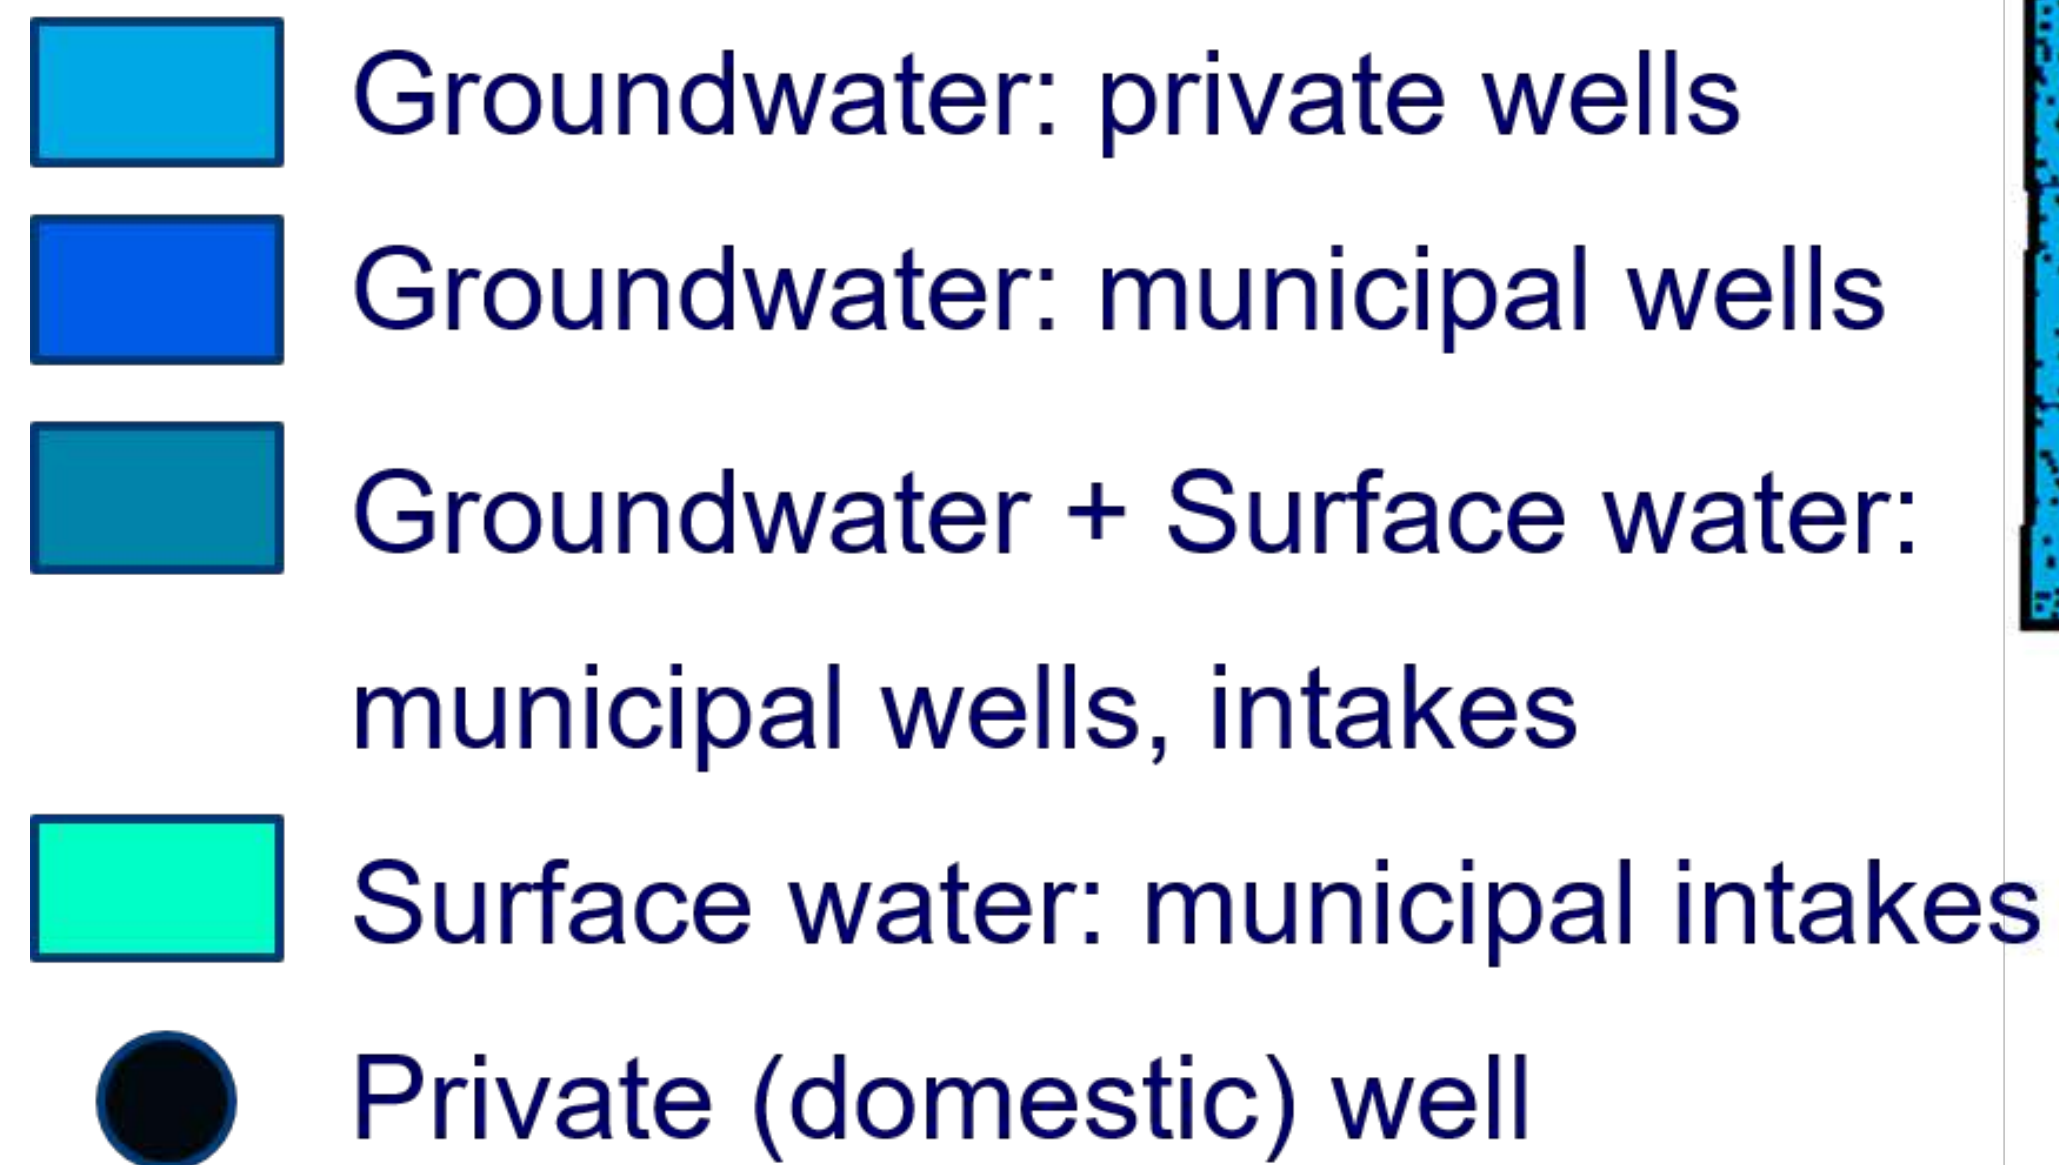 Groundwater: private wells
Groundwater: municipal wells
Groundwater + Surface water:
municipal wells, intakes
Surface water: municipal intakes
Private (domestic) well